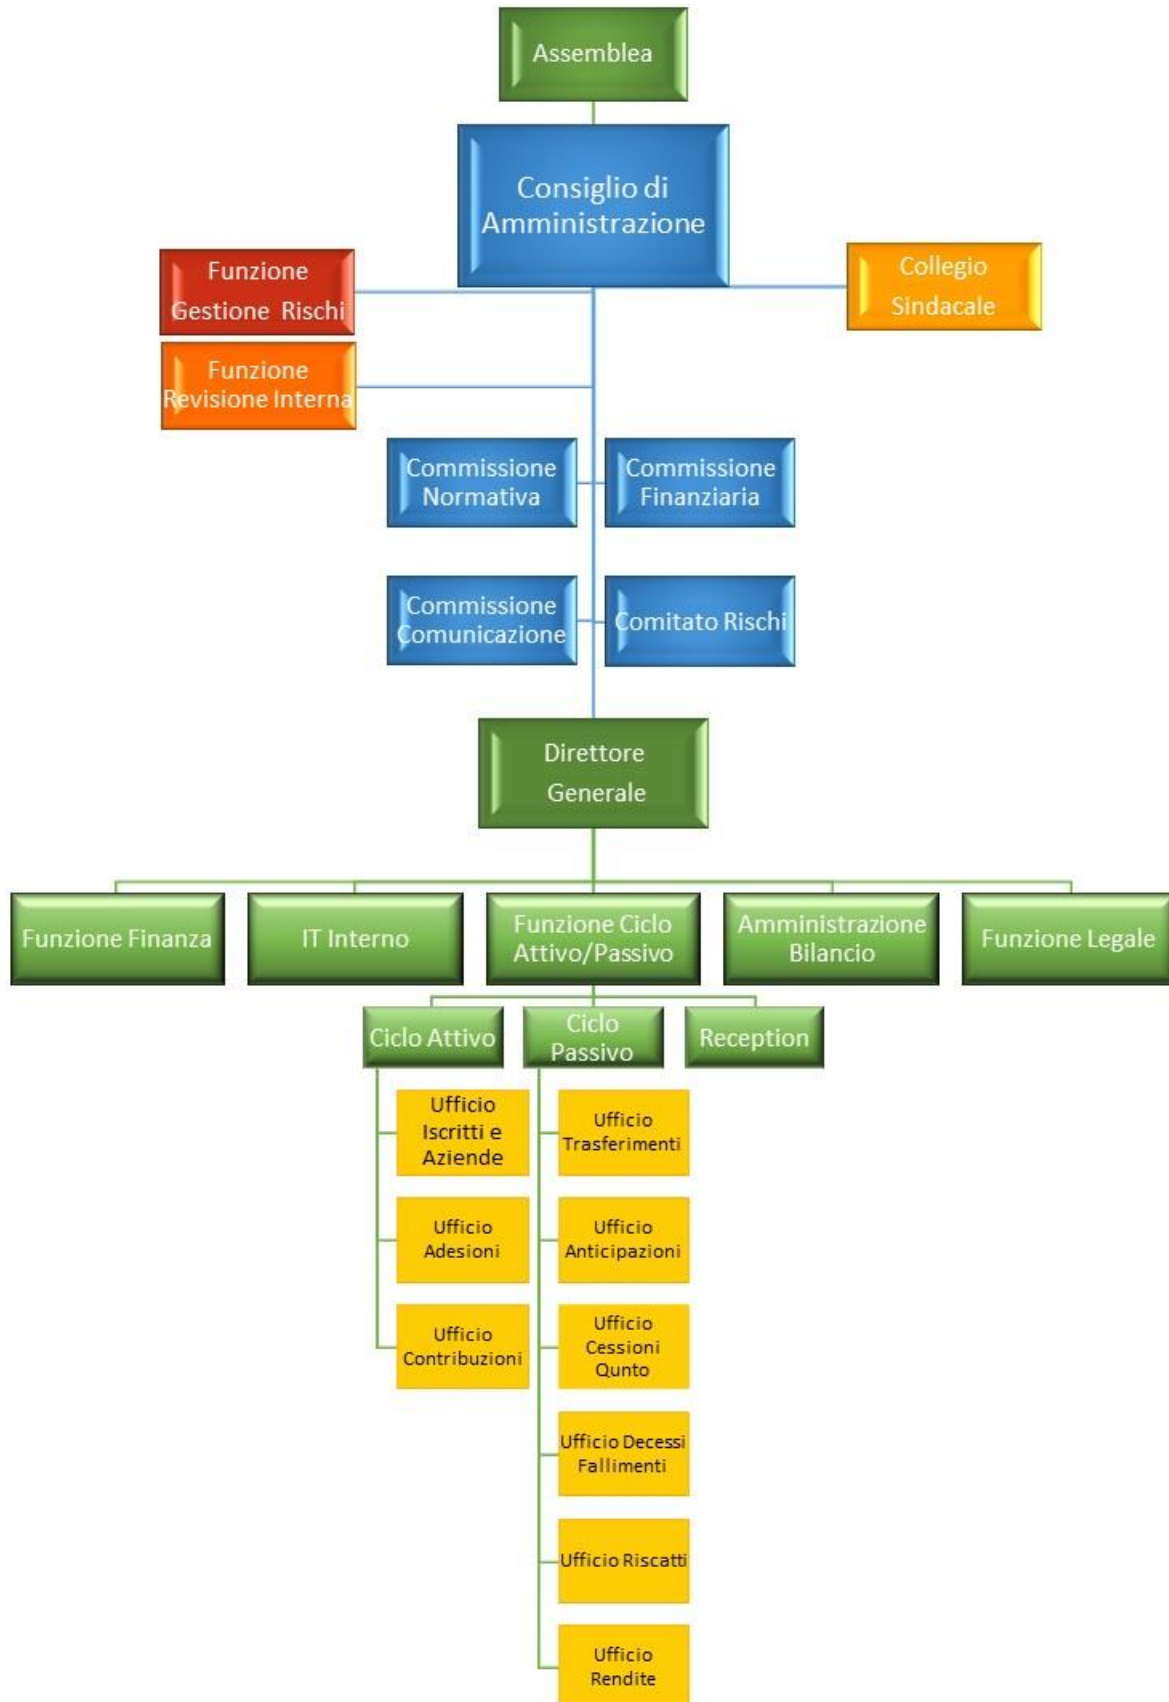 Assemblea
Consiglio di
Amministrazione
Funzione
Gestione Rischi
Collegio
Sindacale
Funzione
Revisione Interna
Commissione
Normativa
Commissione
Finanziaria
Commissione
Comunicazione
Comitato Rischi
Direttore
Generale
Funzione Finanza
IT Interno
Funzione Ciclo
Attivo/Passivo
Amministrazione
Bilancio
Funzione Legale
Ciclo Attivo
Ciclo
Passivo
Reception
Ufficio
Iscritti e
Aziende
Ufficio
Adesioni
Ufficio
Contribuzioni
Ufficio
Trasferimenti
Ufficio
Anticipazioni
Ufficio
Cessioni
Qunto
Ufficio Decessi
Fallimenti
Ufficio Riscatti
Ufficio
Rendite